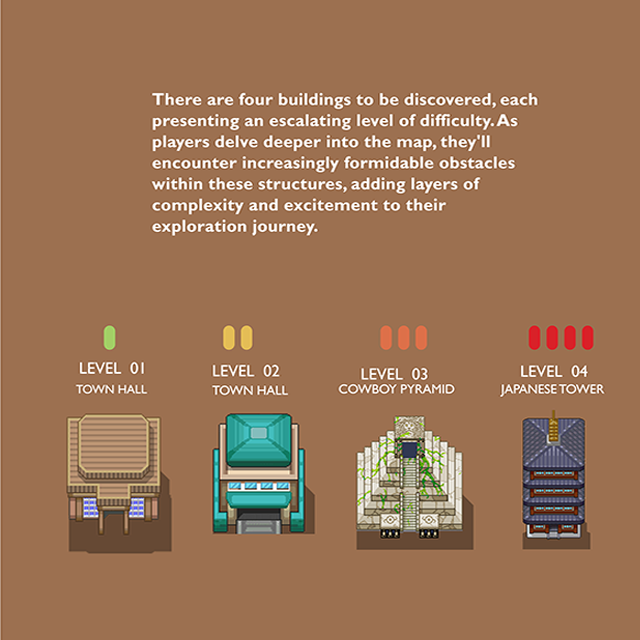 There are four buildings to be discovered, each
presenting an escalating level of difficulty. As
players delve deeper into the map, they'll
encounter increasingly formidable obstacles
within these structures, adding layers of
complexity and excitement to their
exploration journey.
LEVEL 01
TOWN HALL
LEVEL 02
TOWN HALL
LEVEL 03
COWBOY PYRAMID
LEVEL 04
JAPANESE TOWER